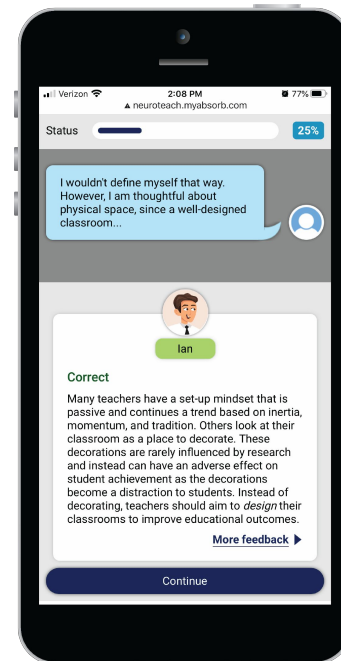 Verizon 2:08 PM 77%
neuroteach.myabsorb.com
Status 25%
I wouldn't define myself that way.
However, I am thoughtful about
physical space, since a well-designed
classroom...
Ian
Correct
Many teachers have a set-up mindset that is
passive and continues a trend based on inertia,
momentum, and tradition. Others look at their
classroom as a place to decorate. These
decorations are rarely influenced by research
and instead can have an adverse effect on
student achievement as the decorations
become a distraction to students. Instead of
decorating, teachers should aim to design their
classrooms to improve educational outcomes.
More feedback
Continue